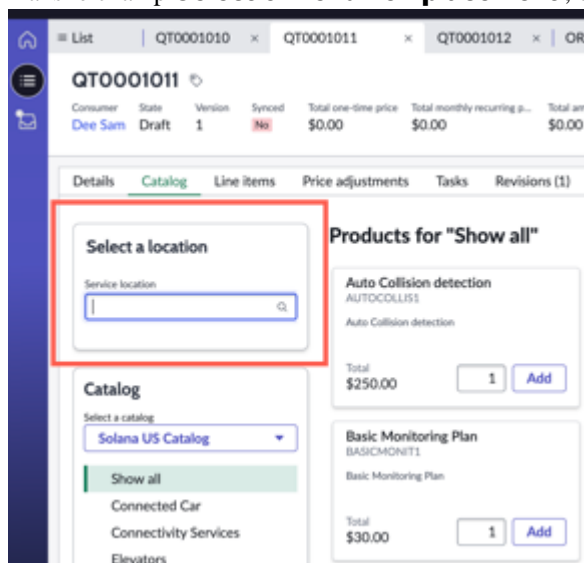 List QT0001010 × QT0001011 × QT0001012 × OR
QT0001011
Consumer State Version Synced Total one-time price Total monthly recurring p... Total am
Dee Sam Draft 1 No $0.00 $0.00 $0.00
Details Catalog Line items Price adjustments Tasks Revisions (1)
Select a location
Service location
Catalog
Select a catalog
Solana US Catalog
Show all
Connected Car
Connectivity Services
Elevators
Products for "Show all"
Auto Collision detection
AUTOCOLLIS1
Auto Collision detection
Total
$250.00 1 Add
Basic Monitoring Plan
BASICMONIT1
Basic Monitoring Plan
Total
$30.00 1 Add